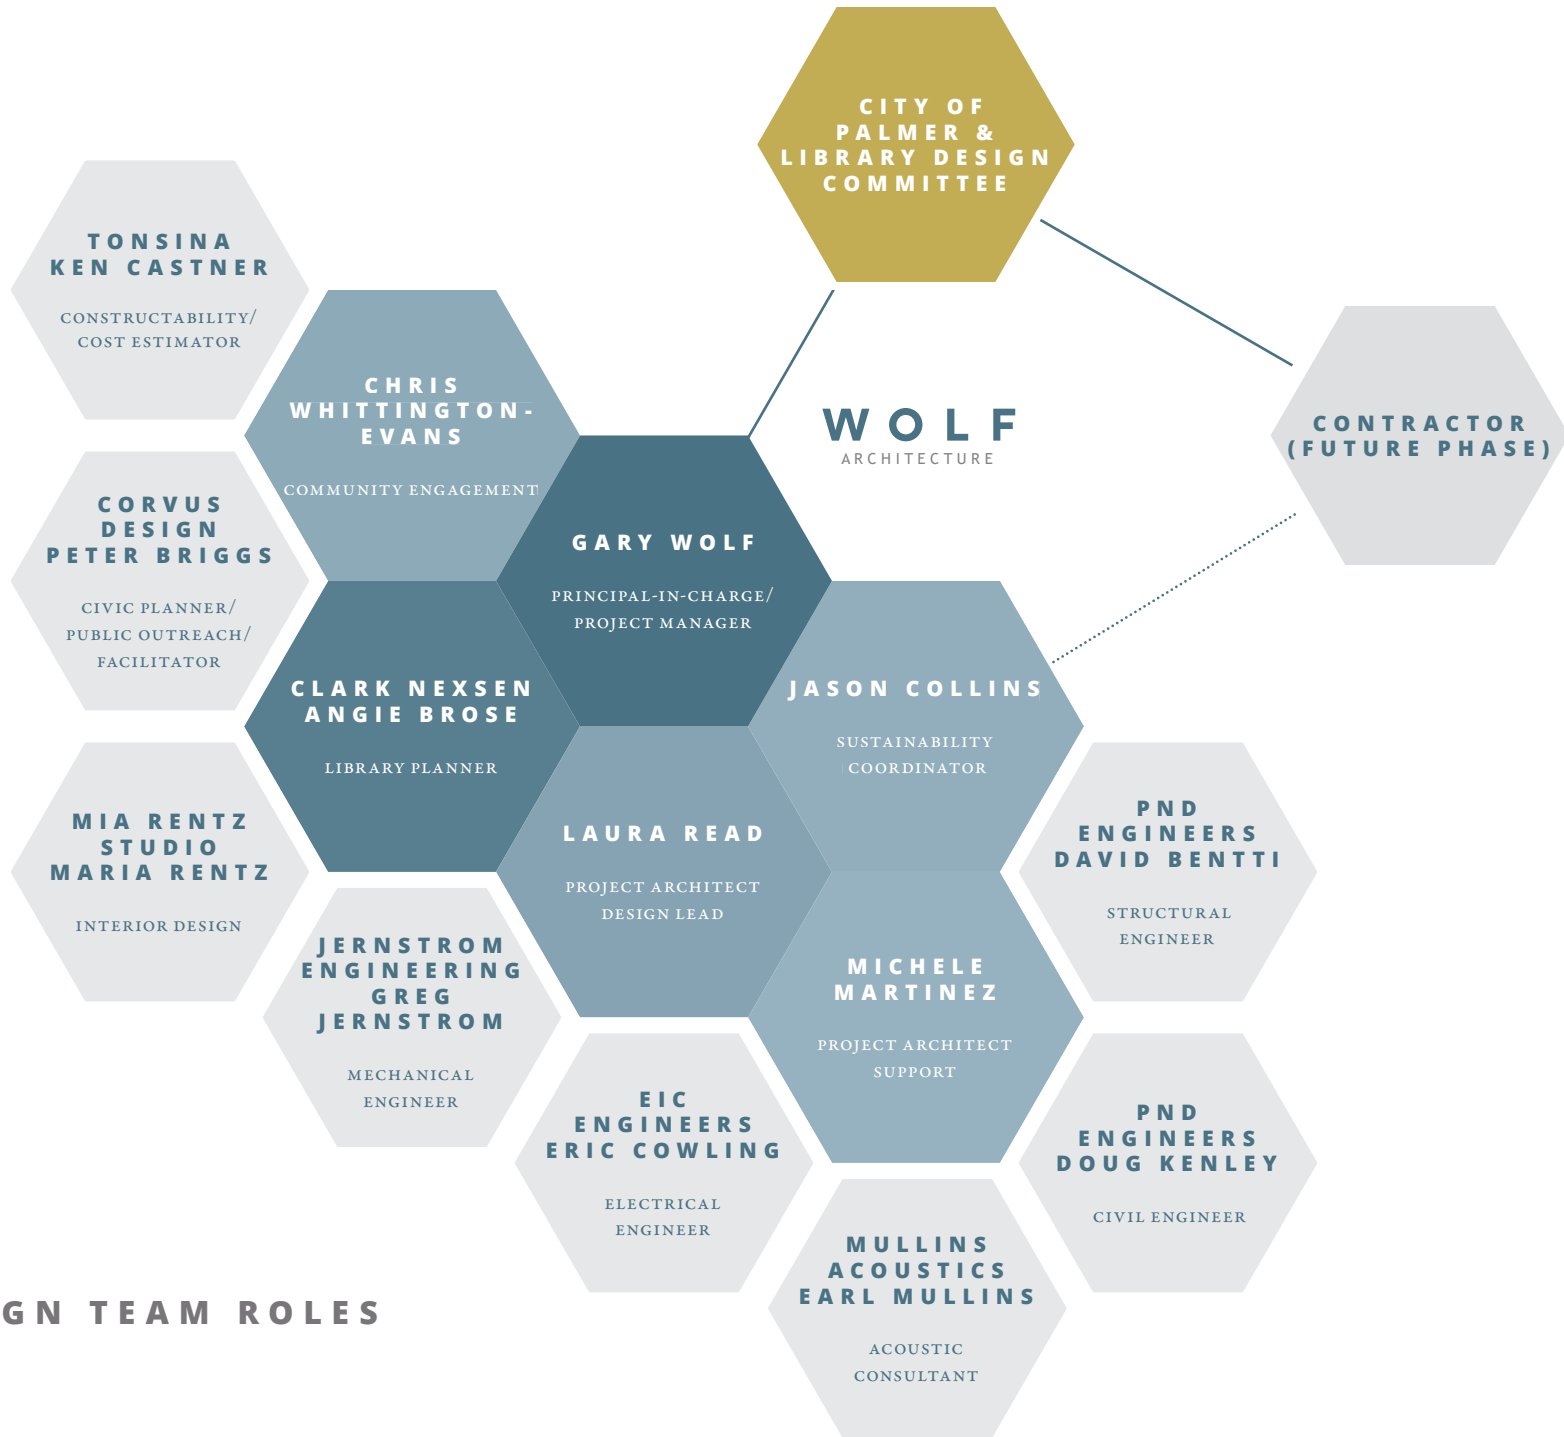 CITY OF
PALMER &
LIBRARY DESIGN
COMMITTEE
TONSINA
KEN CASTNER
CONSTRUCTABILITY/
COST ESTIMATOR
CHRIS
WHITTINGTON-
EVANS
COMMUNITY ENGAGEMENT
WOLF
ARCHITECTURE
CONTRACTOR
(FUTURE PHASE)
CORVUS
DESIGN
PETER BRIGGS
CIVIC PLANNER/
PUBLIC OUTREACH/
FACILITATOR
GARY WOLF
PRINCIPAL-IN-CHARGE/
PROJECT MANAGER
CLARK NEXSEN
ANGIE BROSE
LIBRARY PLANNER
JASON COLLINS
SUSTAINABILITY
COORDINATOR
MIA RENTZ
STUDIO
MARIA RENTZ
INTERIOR DESIGN
LAURA READ
PROJECT ARCHITECT
DESIGN LEAD
PND
ENGINEERS
DAVID BENTTI
STRUCTURAL
ENGINEER
JERNSTROM
ENGINEERING
GREG
JERNSTROM
MECHANICAL
ENGINEER
MICHELE
MARTINEZ
PROJECT ARCHITECT
SUPPORT
EIC
ENGINEERS
ERIC COWLING
ELECTRICAL
ENGINEER
PND
ENGINEERS
DOUG KENLEY
CIVIL ENGINEER
MULLINS
ACOUSTICS
EARL MULLINS
ACOUSTIC
CONSULTANT
GN TEAM ROLES